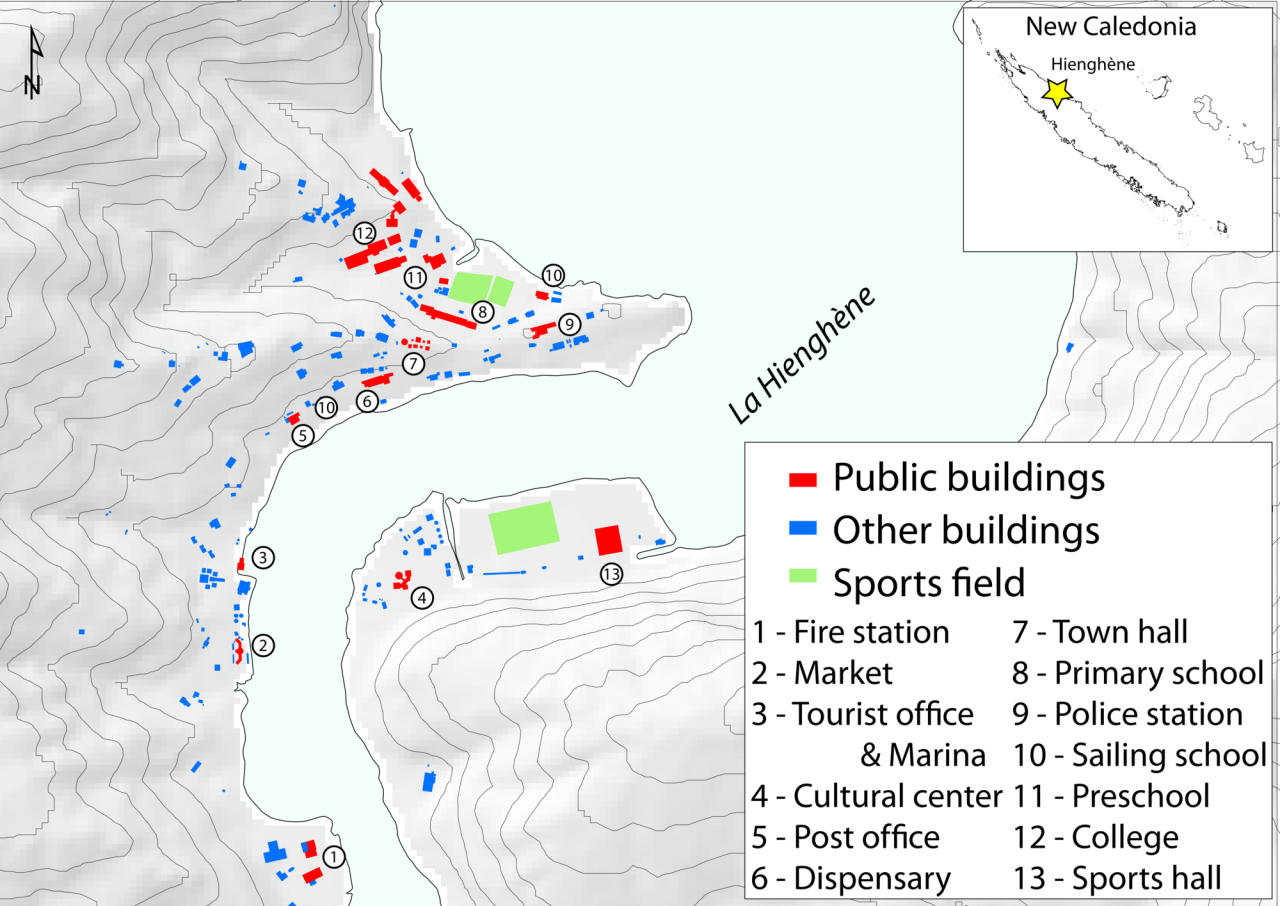 New Caledonia
Hienghène
N
12
11
10
8
9
7
10
6
5
La Hienghène
3
4
13
2
1
Public buildings
Other buildings
Sports field
1 - Fire station
2 - Market
3 - Tourist office
& Marina
4 - Cultural center
5 - Post office
6 - Dispensary
7 - Town hall
8 - Primary school
9 - Police station
10 - Sailing school
11 - Preschool
12 - College
13 - Sports hall